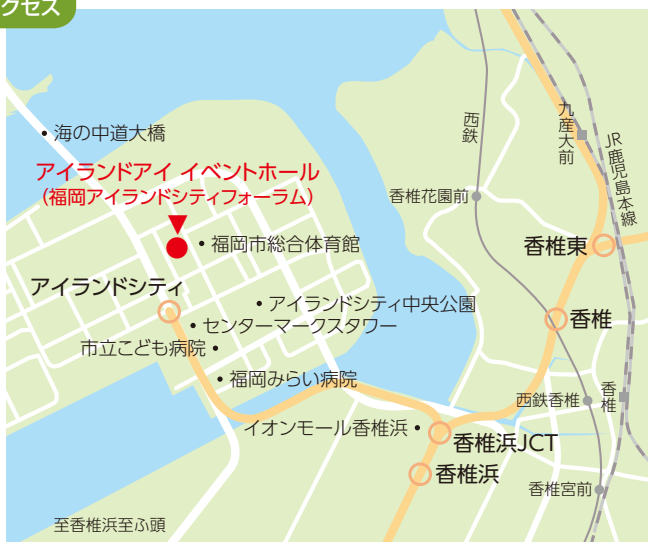 クセス
海の中道大橋
アイランドアイ イベントホール
（福岡アイランドシティフォーラム）
福岡市総合体育館
アイランドシティ
アイランドシティ中央公園
センターマークスタワー
市立こども病院
福岡みらい病院
イオンモール香椎浜
香椎浜JCT
香椎浜
至香椎浜至ふ頭
西鉄
香椎花園前
九産大前
JR鹿児島本線
香椎東
香椎
西鉄香椎
香椎
香椎宮前